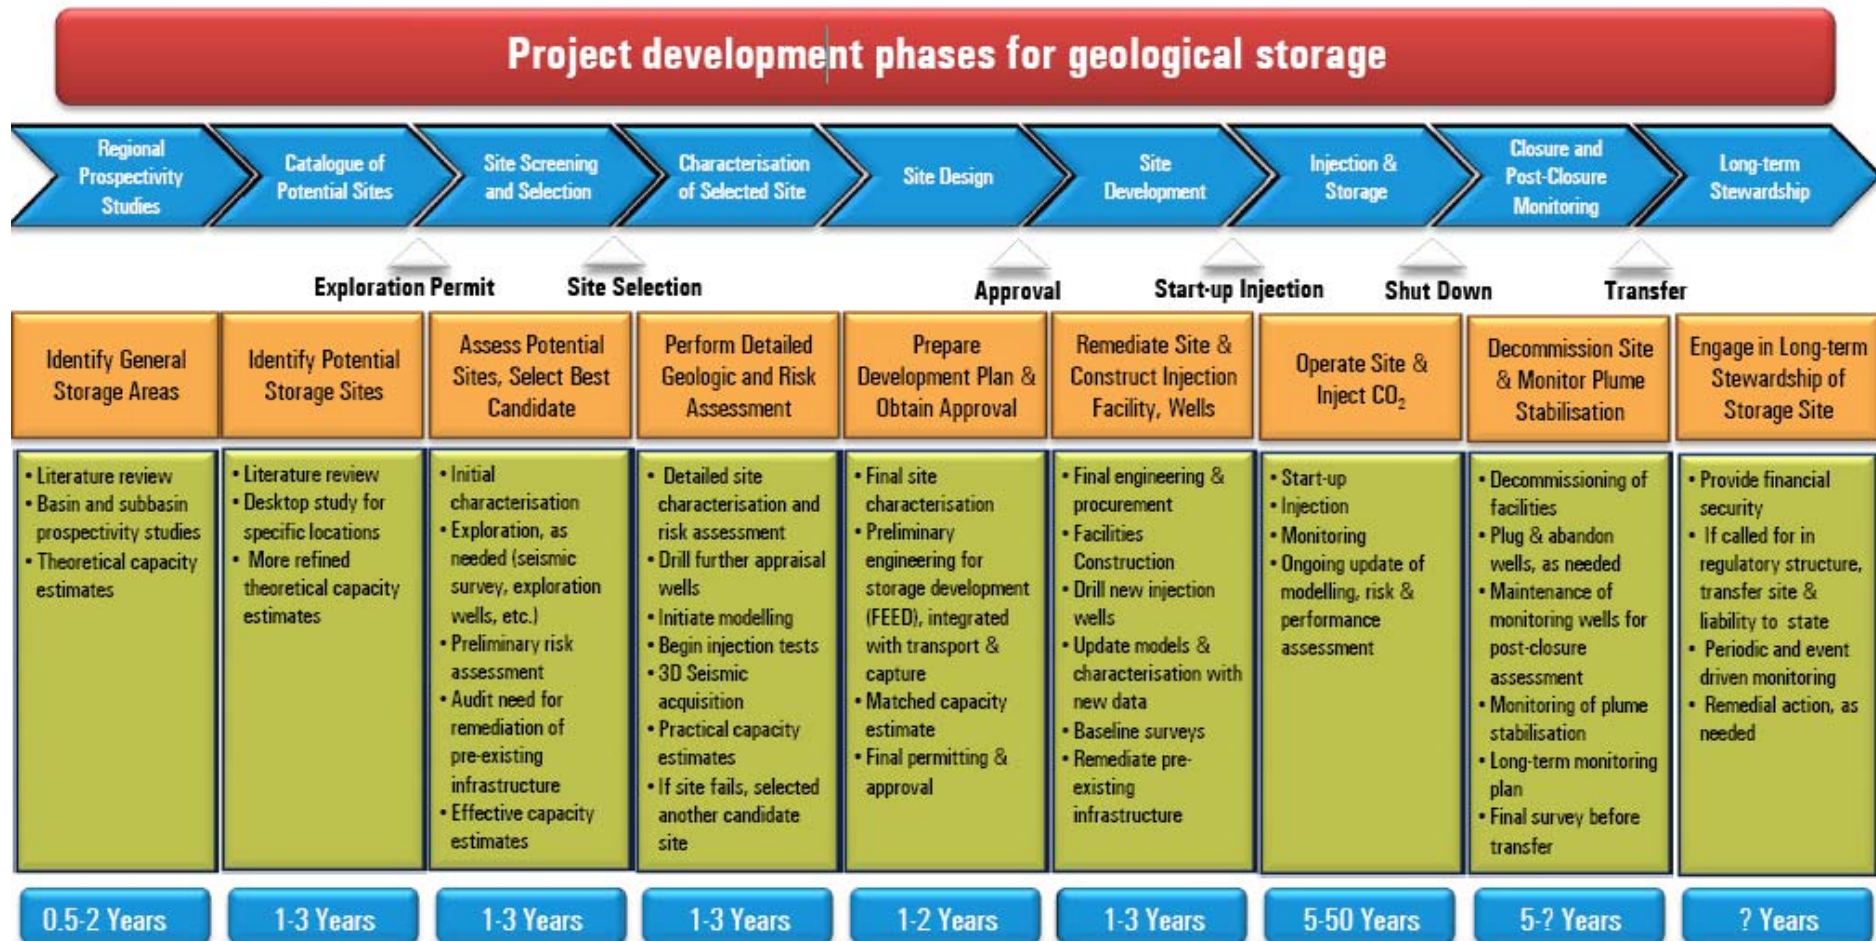 Project development phases for geological storage
Regional
Prospectivity
Studies
Catalogue of
Potential Sites
Site Screening
and Selection
Characterisation
of Selected Site
Site Design
Site
Development
Injection &
Storage
Closure and
Post-Closure
Monitoring
Long-term
Stewardship
Exploration Permit
Site Selection
Approval
Start-up Injection
Shut Down
Transfer
Identify General
Storage Areas
Identify Potential
Storage Sites
Assess Potential
Sites, Select Best
Candidate
Perform Detailed
Geologic and Risk
Assessment
Prepare
Development Plan &
Obtain Approval
Remediate Site &
Construct Injection
Facility, Wells
Operate Site &
Inject CO₂
Decommission Site
& Monitor Plume
Stabilisation
Engage in Long-term
Stewardship of
Storage Site
• Literature review
• Basin and subbasin
prospectivity studies
• Theoretical capacity
estimates
• Literature review
• Desktop study for
specific locations
• More refined
theoretical capacity
estimates
• Initial
characterisation
• Exploration, as
needed (seismic
survey, exploration
wells, etc.)
• Preliminary risk
assessment
• Audit need for
remediation of
pre-existing
infrastructure
• Effective capacity
estimates
• Detailed site
characterisation and
risk assessment
• Drill further appraisal
wells
• Initiate modelling
• Begin injection tests
• 3D Seismic
acquisition
• Practical capacity
estimates
• If site fails, selected
another candidate
site
• Final site
characterisation
• Preliminary
engineering for
storage development
(FEED), integrated
with transport &
capture
• Matched capacity
estimate
• Final permitting &
approval
• Final engineering &
procurement
• Facilities
Construction
• Drill new injection
wells
• Update models &
characterisation with
new data
• Baseline surveys
• Remediate pre-
existing
infrastructure
• Start-up
• Injection
• Monitoring
• Ongoing update of
modelling, risk &
performance
assessment
• Decommissioning of
facilities
• Plug & abandon
wells, as needed
• Maintenance of
monitoring wells for
post-closure
assessment
• Monitoring of plume
stabilisation
• Long-term monitoring
plan
• Final survey before
transfer
• Provide financial
security
• If called for in
regulatory structure,
transfer site &
liability to state
• Periodic and event
driven monitoring
• Remedial action, as
needed
0.5-2 Years
1-3 Years
1-3 Years
1-3 Years
1-2 Years
1-3 Years
5-50 Years
5-? Years
? Years